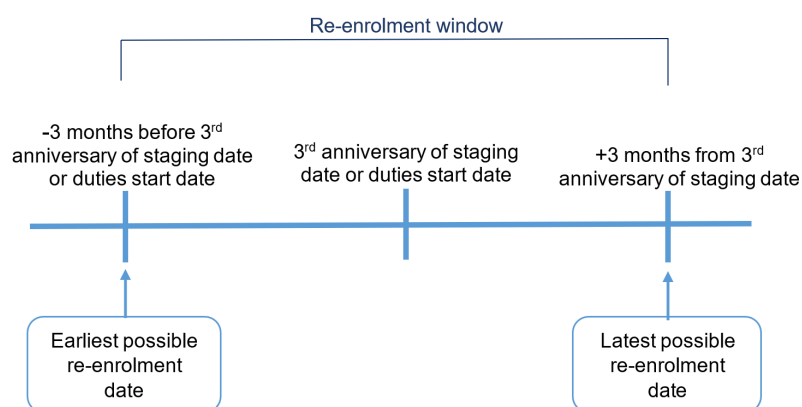 Re-enrolment window
-3 months before 3rd
anniversary of staging date
or duties start date
3rd anniversary of staging
date or duties start date
+3 months from 3rd
anniversary of staging date
Earliest possible
re-enrolment
date
Latest possible
re-enrolment
date